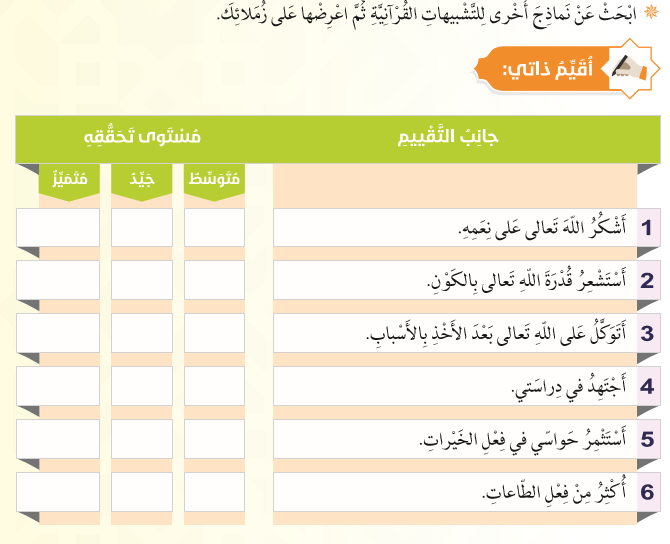 ابْحَثْ عَنْ نَماذِجَ أُخْرى لِلتَّشْبيهاتِ القُرْآنِيَّةِ ثُمَّ اعْرِضْها عَلى زُمَلائِكَ.
أُقَيِّمُ ذاتي:
جانِبُ التَّقْييمِ مُسْتَوى تَحَقُّقِهِ
مُتَوَسِّطٌ جَيِّدٌ مُتَمَيِّزٌ
1 أَشْكُرُ اللّهَ تَعالى عَلى نِعَمِهِ.
2 أَسْتَشْعِرُ قُدْرَةَ اللّهِ تَعالى بِالكَوْنِ.
3 أَتَوَكَّلُ عَلى اللّهِ تَعالى بَعْدَ الأَخْذِ بِالأَسْبابِ.
4 أَجْتَهِدُ في دِراسَتي.
5 أَسْتَثْمِرُ حَواسّي في فِعْلِ الخَيْراتِ.
6 أُكْثِرُ مِنْ فِعْلِ الطّاعاتِ.